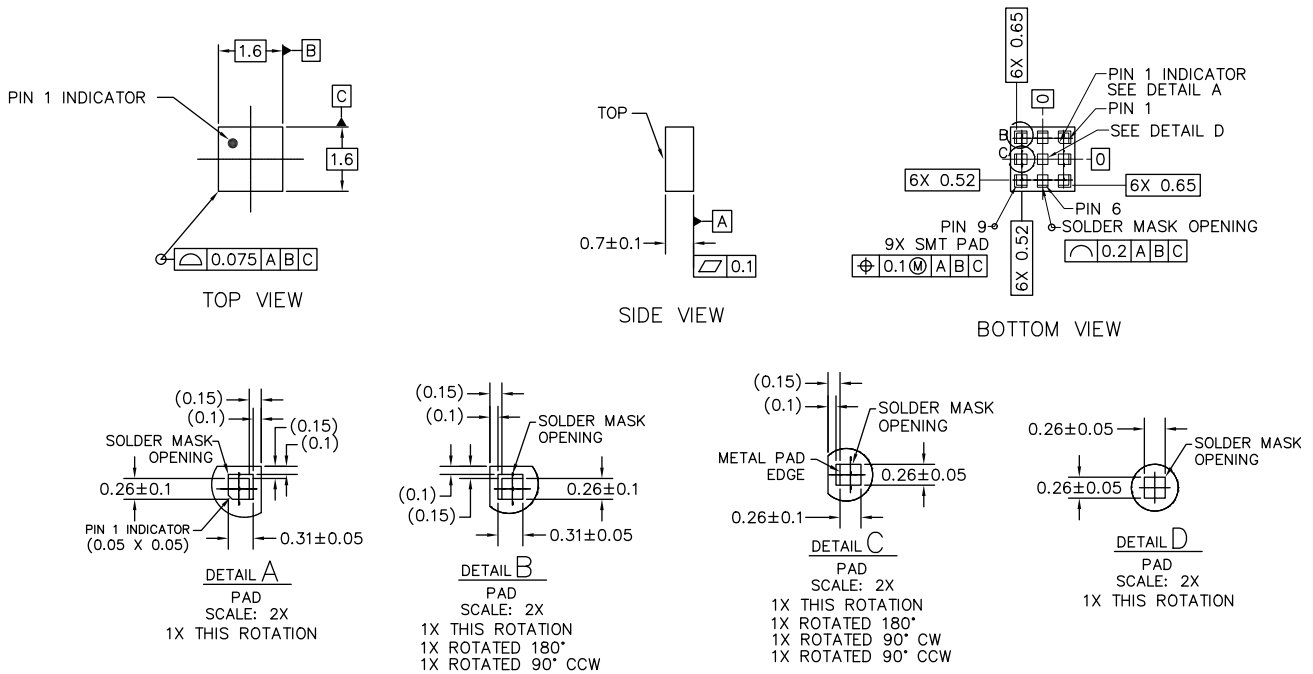 1.6
B
PIN 1 INDICATOR
C
1.6
0.075 A B C
TOP VIEW
TOP
A
0.7±0.1
0.1
SIDE VIEW
6X 0.65
PIN 1 INDICATOR
SEE DETAIL A
0
PIN 1
B
SEE DETAIL D
C
0
6X 0.52
6X 0.65
PIN 6
PIN 9
SOLDER MASK OPENING
9X SMT PAD
0.1 Ⓜ A B C
6X 0.52
0.2 A B C
BOTTOM VIEW
(0.15)
(0.1)
(0.15)
(0.1)
SOLDER MASK
OPENING
0.26±0.1
PIN 1 INDICATOR
(0.05 X 0.05)
0.31±0.05
DETAIL A
PAD
SCALE: 2X
1X THIS ROTATION
(0.15)
(0.1)
SOLDER MASK
OPENING
(0.1)
0.26±0.1
(0.15)
0.31±0.05
DETAIL B
PAD
SCALE: 2X
1X THIS ROTATION
1X ROTATED 180°
1X ROTATED 90° CCW
(0.15)
(0.1)
SOLDER MASK
OPENING
METAL PAD
EDGE
0.26±0.05
0.26±0.1
DETAIL C
PAD
SCALE: 2X
1X THIS ROTATION
1X ROTATED 180°
1X ROTATED 90° CW
1X ROTATED 90° CCW
0.26±0.05
SOLDER MASK
OPENING
0.26±0.05
DETAIL D
PAD
SCALE: 2X
1X THIS ROTATION